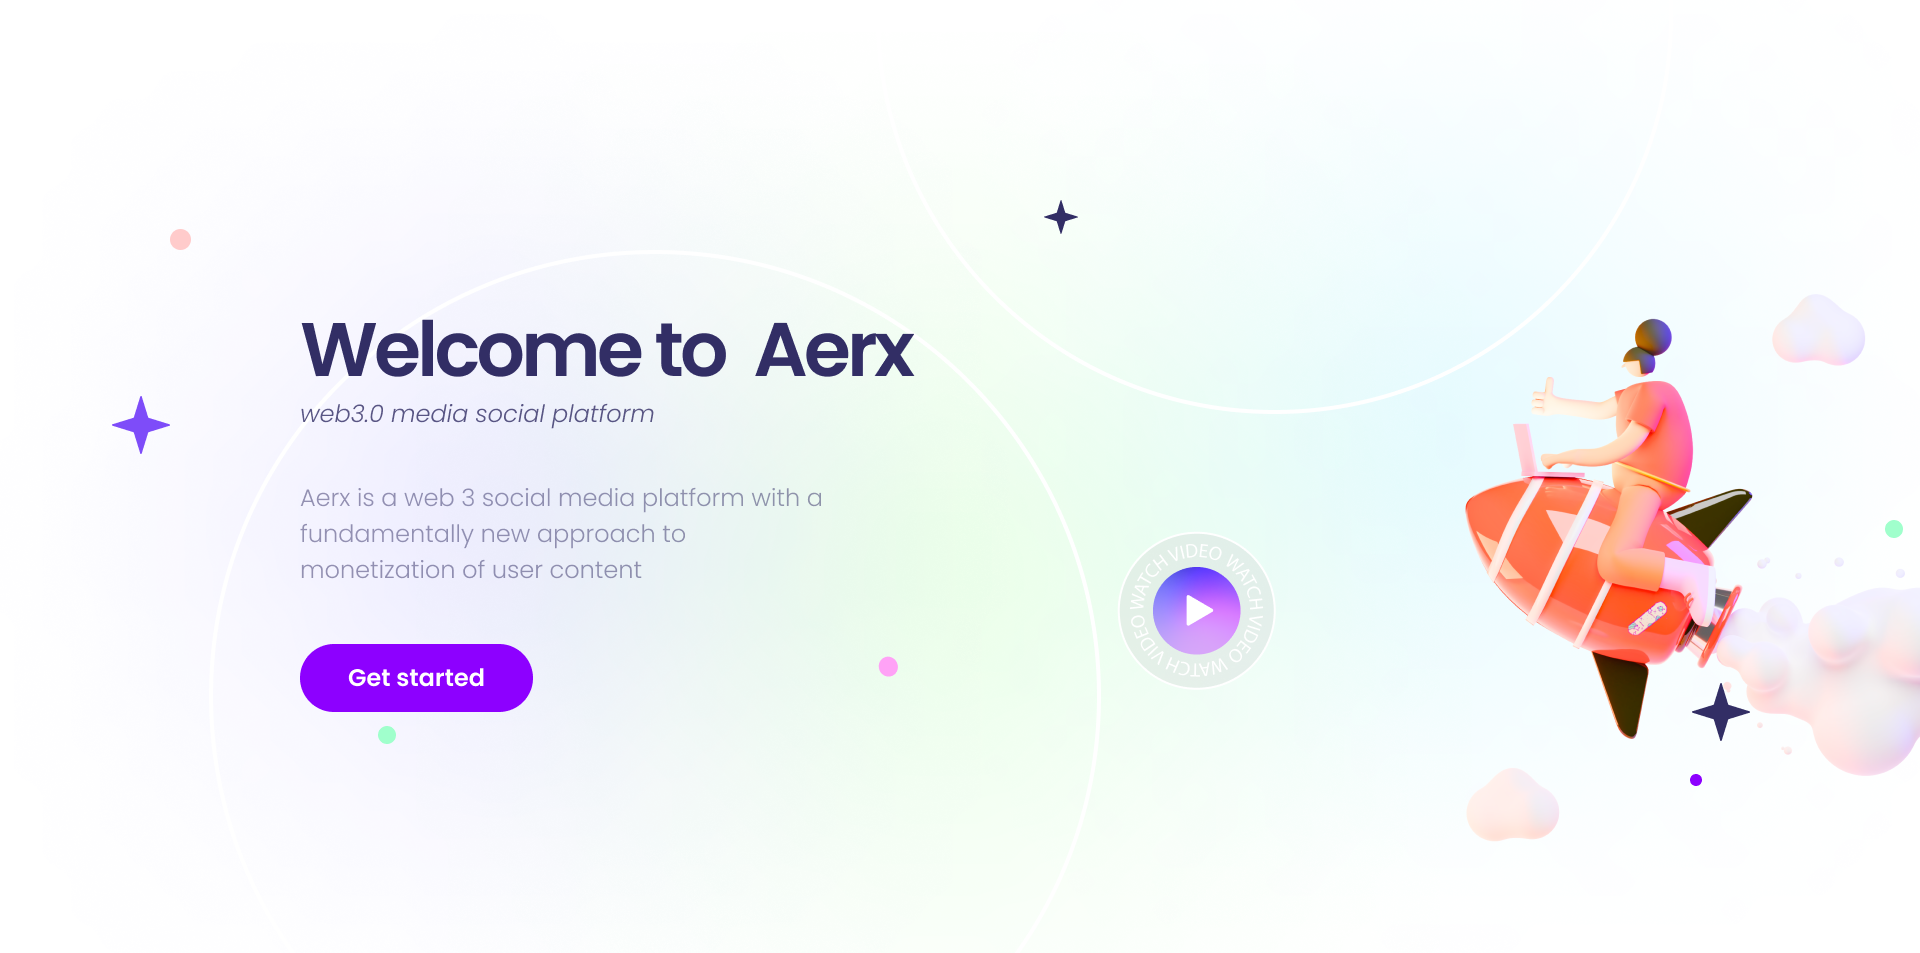 Welcome to Aerx
web3.0 media social platform
Aerx is a web 3 social media platform with a
fundamentally new approach to
monetization of user content
Get started
WATCH VIDEO WATCH VIDEO WATCH VIDEO